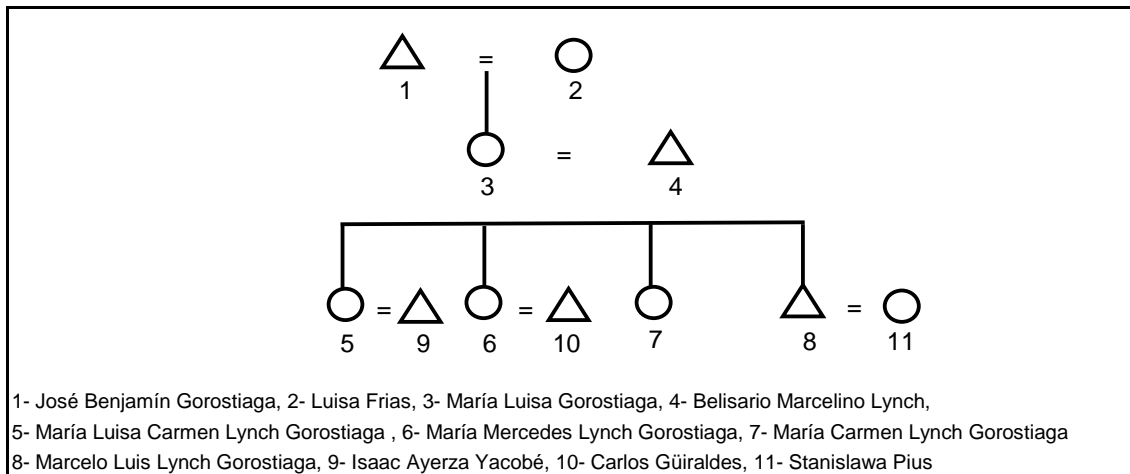 =
1 2
=
3 4
= = =
5 9 6 10 7 8 11
1- José Benjamín Gorostiaga, 2- Luisa Frias, 3- María Luisa Gorostiaga, 4- Belisario Marcelino Lynch,
5- María Luisa Carmen Lynch Gorostiaga , 6- María Mercedes Lynch Gorostiaga, 7- María Carmen Lynch Gorostiaga
8- Marcelo Luis Lynch Gorostiaga, 9- Isaac Ayerza Yacobé, 10- Carlos Güiraldes, 11- Stanislawa Pius